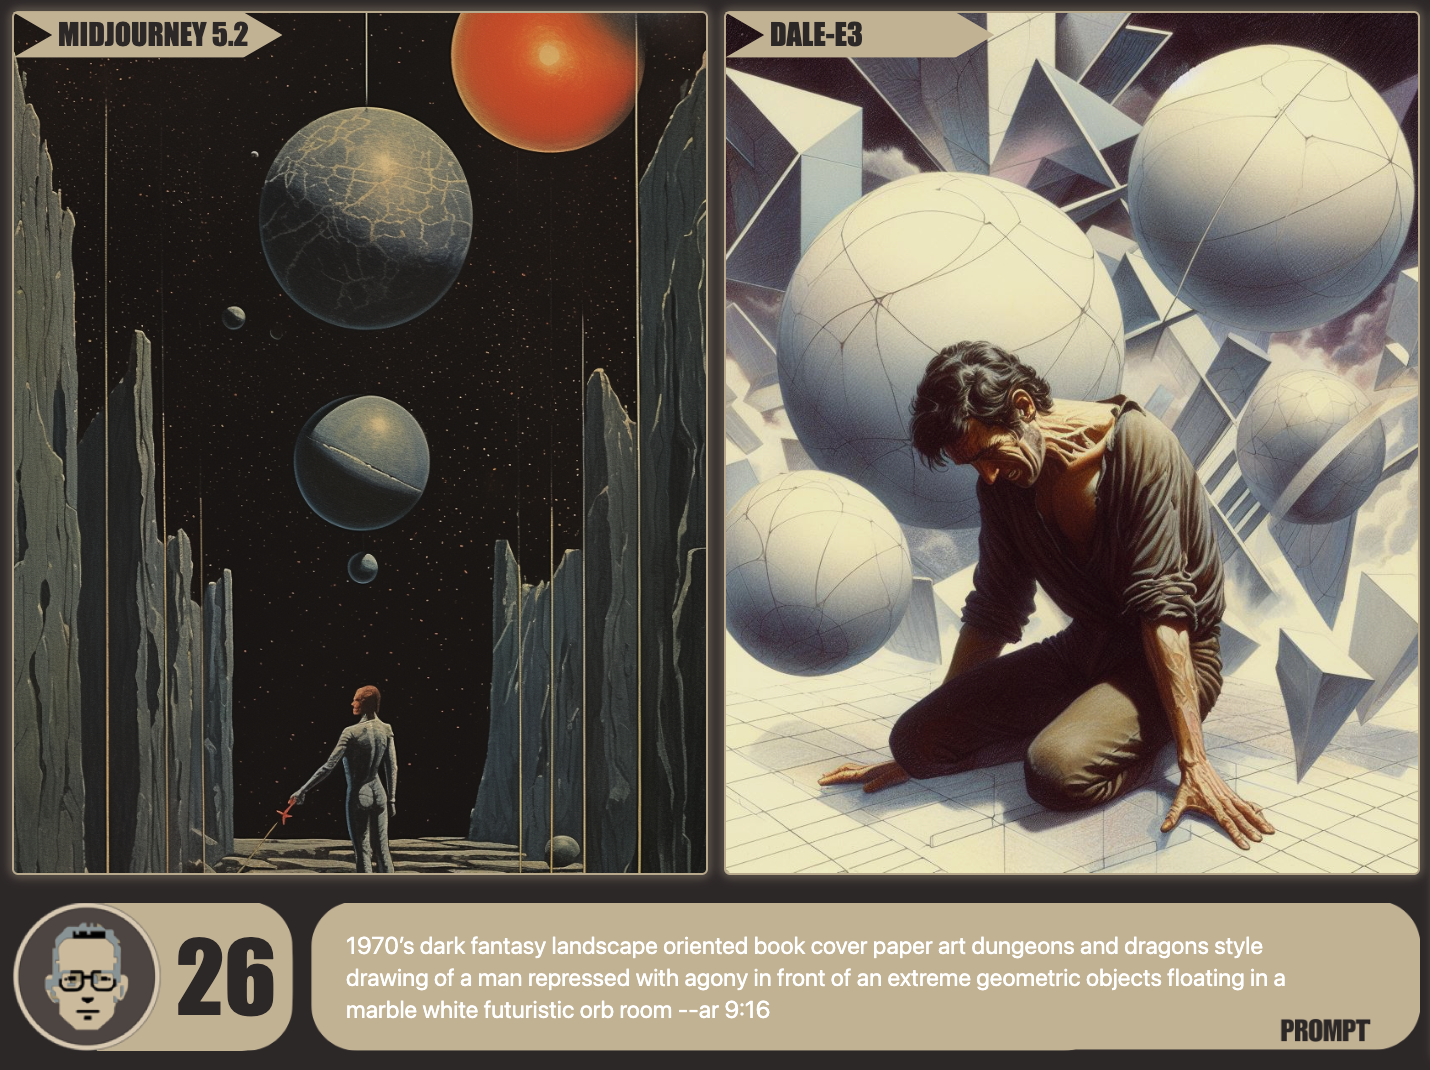 MIDJOURNEY 5.2
DALE-E3
26
1970’s dark fantasy landscape oriented book cover paper art dungeons and dragons style
drawing of a man repressed with agony in front of an extreme geometric objects floating in a
marble white futuristic orb room --ar 9:16
PROMPT